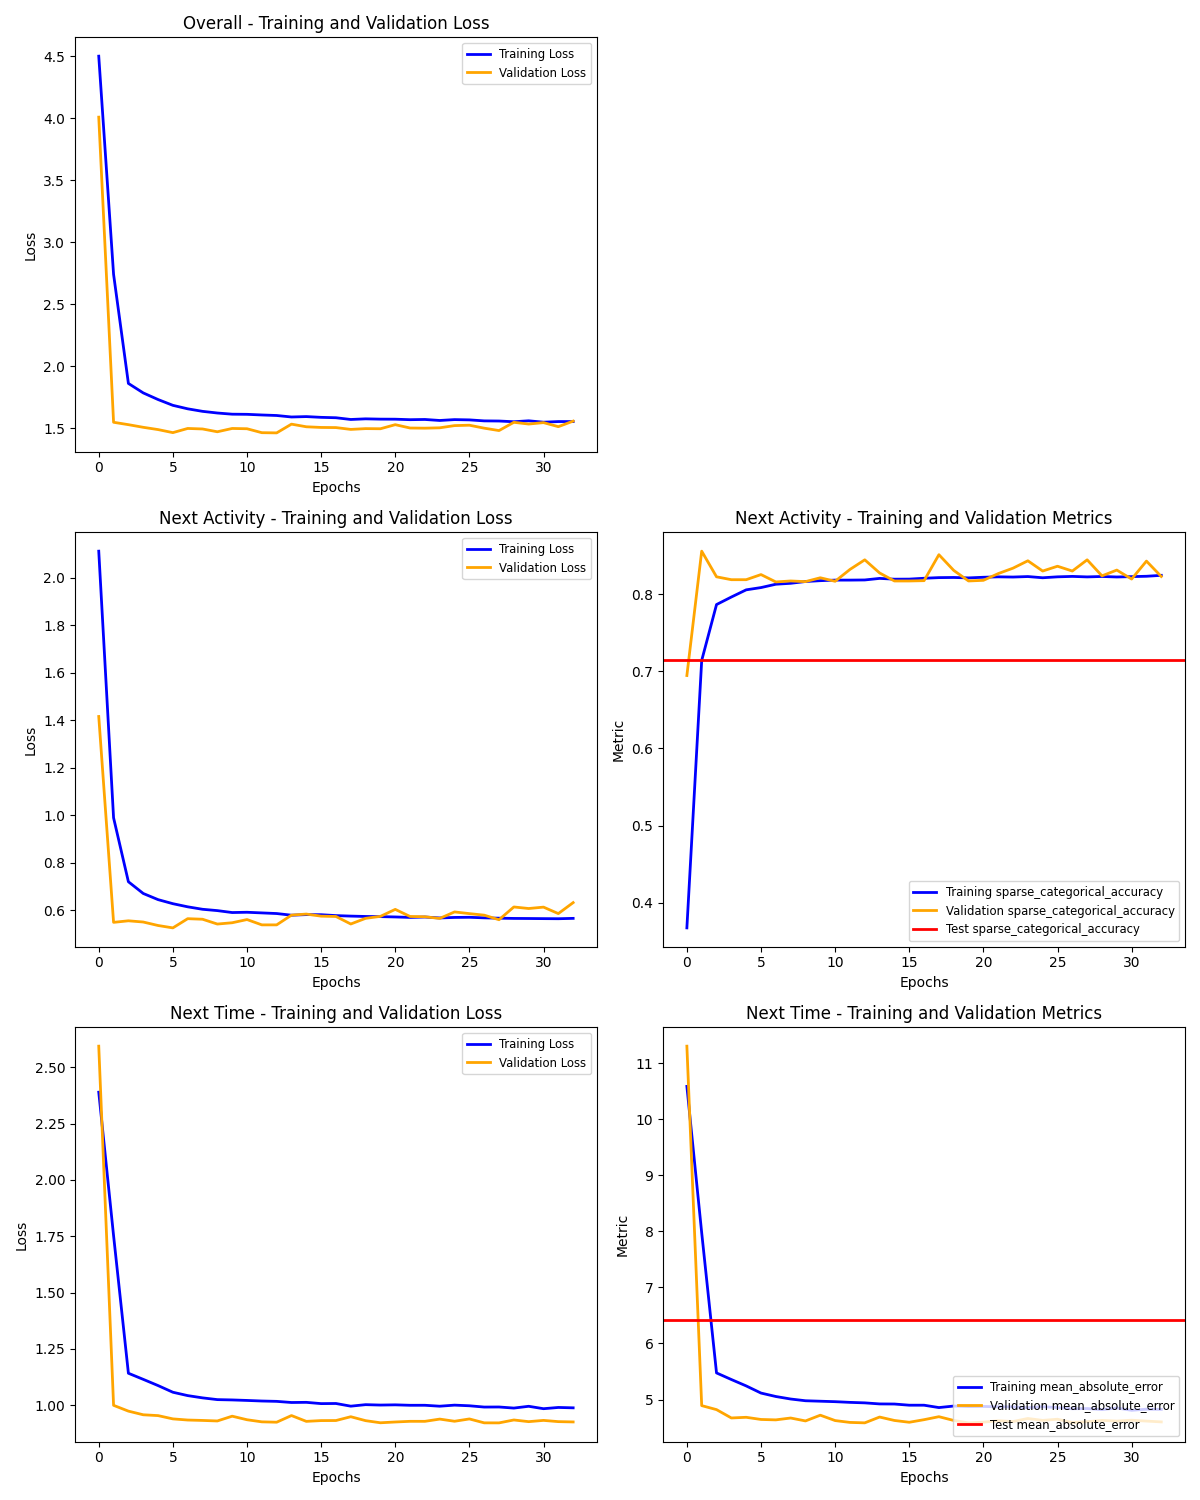 Overall - Training and Validation Loss
Training Loss
Validation Loss
4.5
4.0
3.5
3.0
2.5
2.0
1.5
Loss
0 5 10 15 20 25 30
Epochs
Next Activity - Training and Validation Loss
Training Loss
Validation Loss
2.0
1.8
1.6
1.4
1.2
1.0
0.8
0.6
Loss
0 5 10 15 20 25 30
Epochs
Next Activity - Training and Validation Metrics
0.8
0.7
0.6
0.5
0.4
Metric
Training sparse_categorical_accuracy
Validation sparse_categorical_accuracy
Test sparse_categorical_accuracy
0 5 10 15 20 25 30
Epochs
Next Time - Training and Validation Loss
Training Loss
Validation Loss
2.50
2.25
2.00
1.75
1.50
1.25
1.00
Loss
0 5 10 15 20 25 30
Epochs
Next Time - Training and Validation Metrics
11
10
9
8
7
6
5
Metric
Training mean_absolute_error
Validation mean_absolute_error
Test mean_absolute_error
0 5 10 15 20 25 30
Epochs